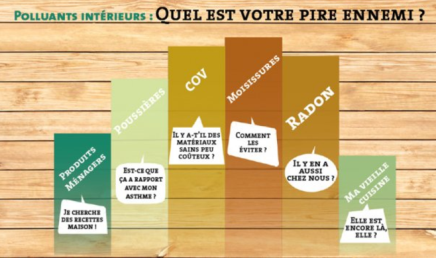 Polluants intérieurs : Quel est votre pire ennemi ?
Produits
Ménagers
Je cherche
des recettes
maison !
Poussières
Est-ce que
ça a rapport
avec mon
asthme ?
COV
Il y a-t'il des
matériaux
sains peu
coûteux ?
Moisissures
Comment
les
éviter ?
Radon
Il y en a
aussi
chez nous ?
Ma vieille
cuisine
Elle est
encore là,
elle ?